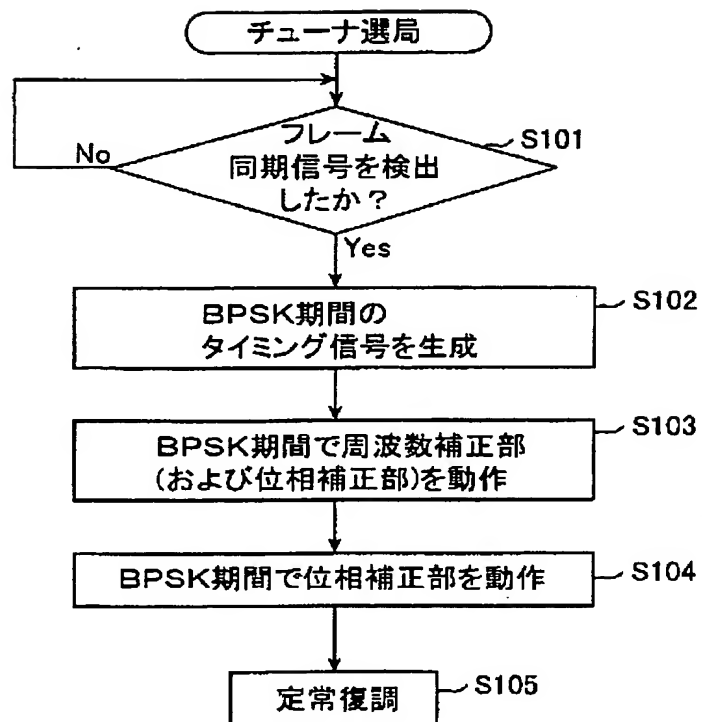 チューナ選局
フレーム
同期信号を検出
したか？
S101
No
Yes
BPSK期間の
タイミング信号を生成
S102
BPSK期間で周波数補正部
(および位相補正部)を動作
S103
BPSK期間で位相補正部を動作
S104
定常復調
S105